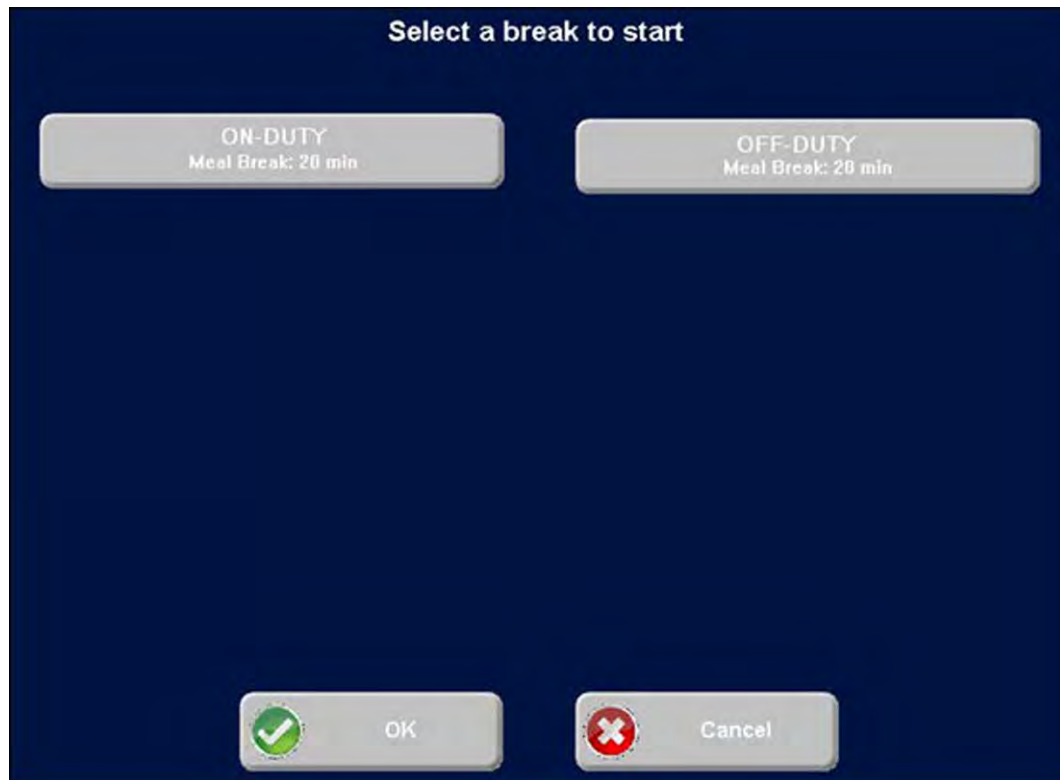 Select a break to start
ON-DUTY
Meal Break: 20 min
OFF-DUTY
Meal Break: 20 min
OK
Cancel